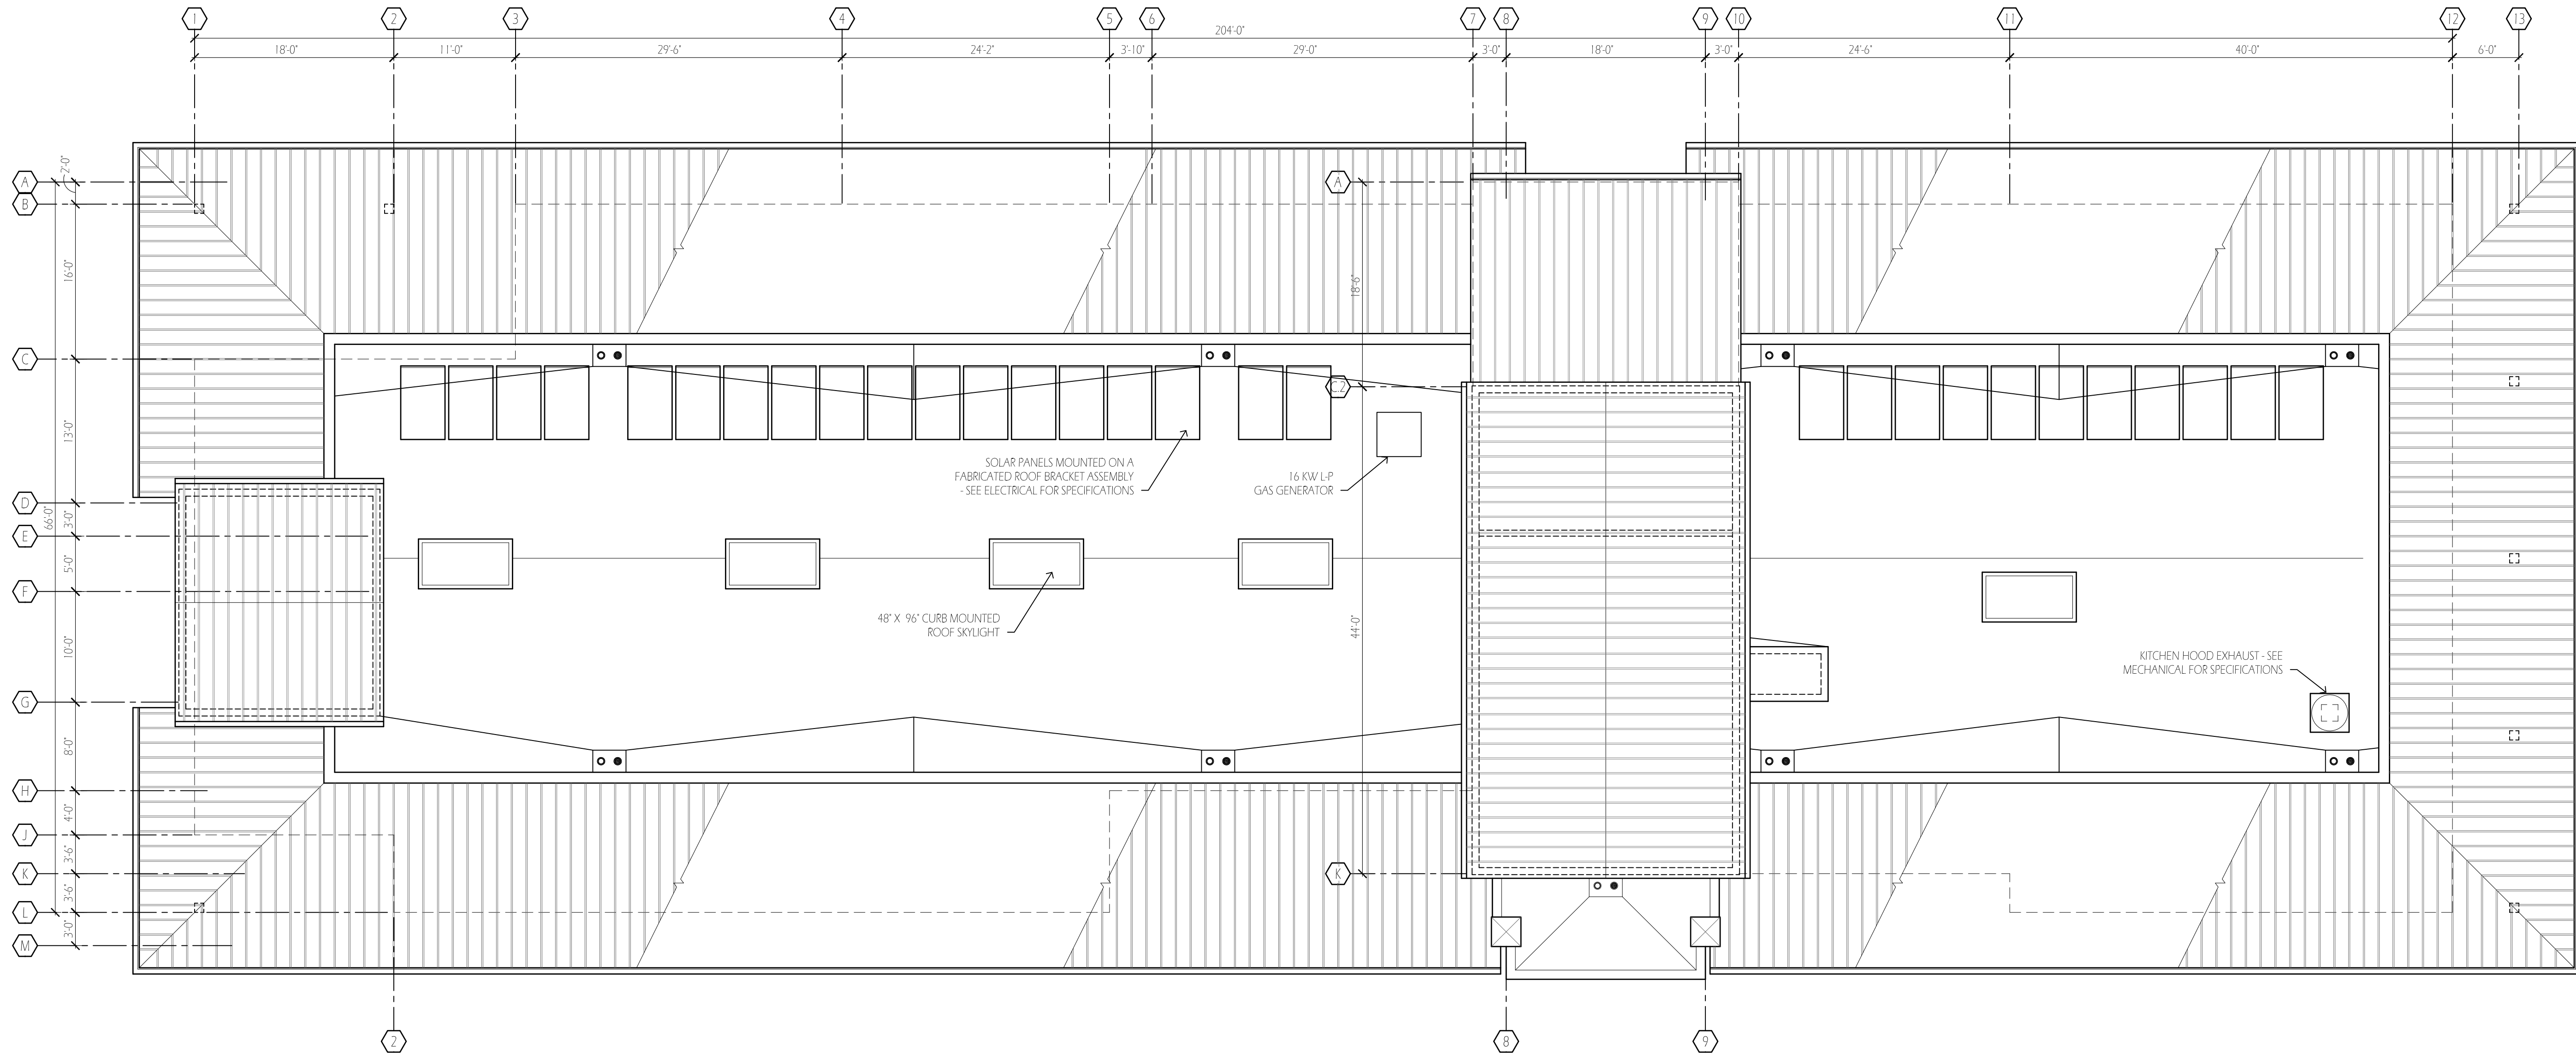 1 2 3 4 5 6 7 8 9 10 11 12 13
204'-0"
18'-0" 11'-0" 29'-6" 24'-2" 3'-10" 29'-0" 3'-0" 18'-0" 3'-0" 24'-6" 40'-0" 6'-0"
2'-0"
A A
B
16'-0"
18'-6"
C
C.2
13'-0"
SOLAR PANELS MOUNTED ON A
FABRICATED ROOF BRACKET ASSEMBLY
- SEE ELECTRICAL FOR SPECIFICATIONS
16 KW L-P
GAS GENERATOR
D
66'-0"
3'-0"
E
5'-0"
F
48" X 96" CURB MOUNTED
ROOF SKYLIGHT
44'-0"
10'-0"
KITCHEN HOOD EXHAUST - SEE
MECHANICAL FOR SPECIFICATIONS
G
8'-0"
H
4'-0"
J
3'-6"
K K
3'-6"
L
3'-0"
M
2 8 9